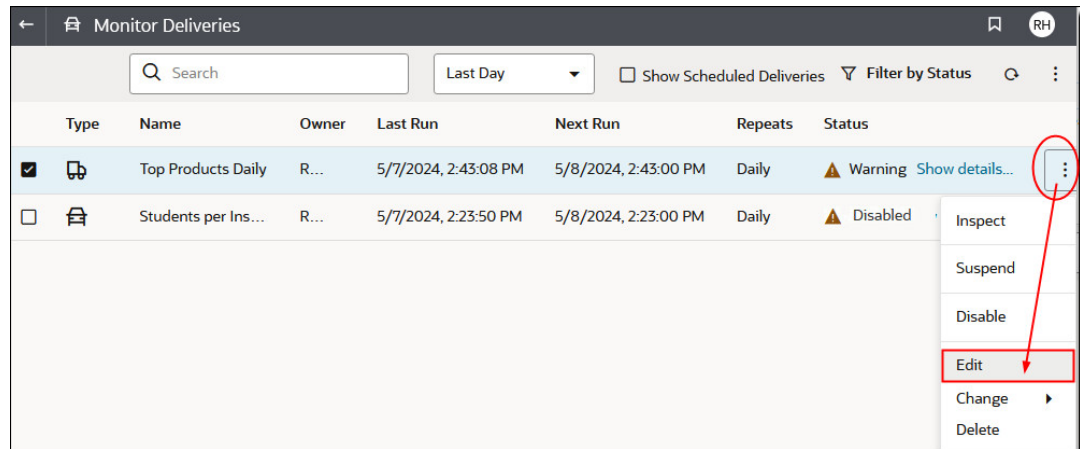 Monitor Deliveries RH
Search Last Day Show Scheduled Deliveries Filter by Status
Type Name Owner Last Run Next Run Repeats Status
Top Products Daily R... 5/7/2024, 2:43:08 PM 5/8/2024, 2:43:00 PM Daily Warning Show details...
Students per Ins... R... 5/7/2024, 2:23:50 PM 5/8/2024, 2:23:00 PM Daily Disabled
Inspect
Suspend
Disable
Edit
Change
Delete